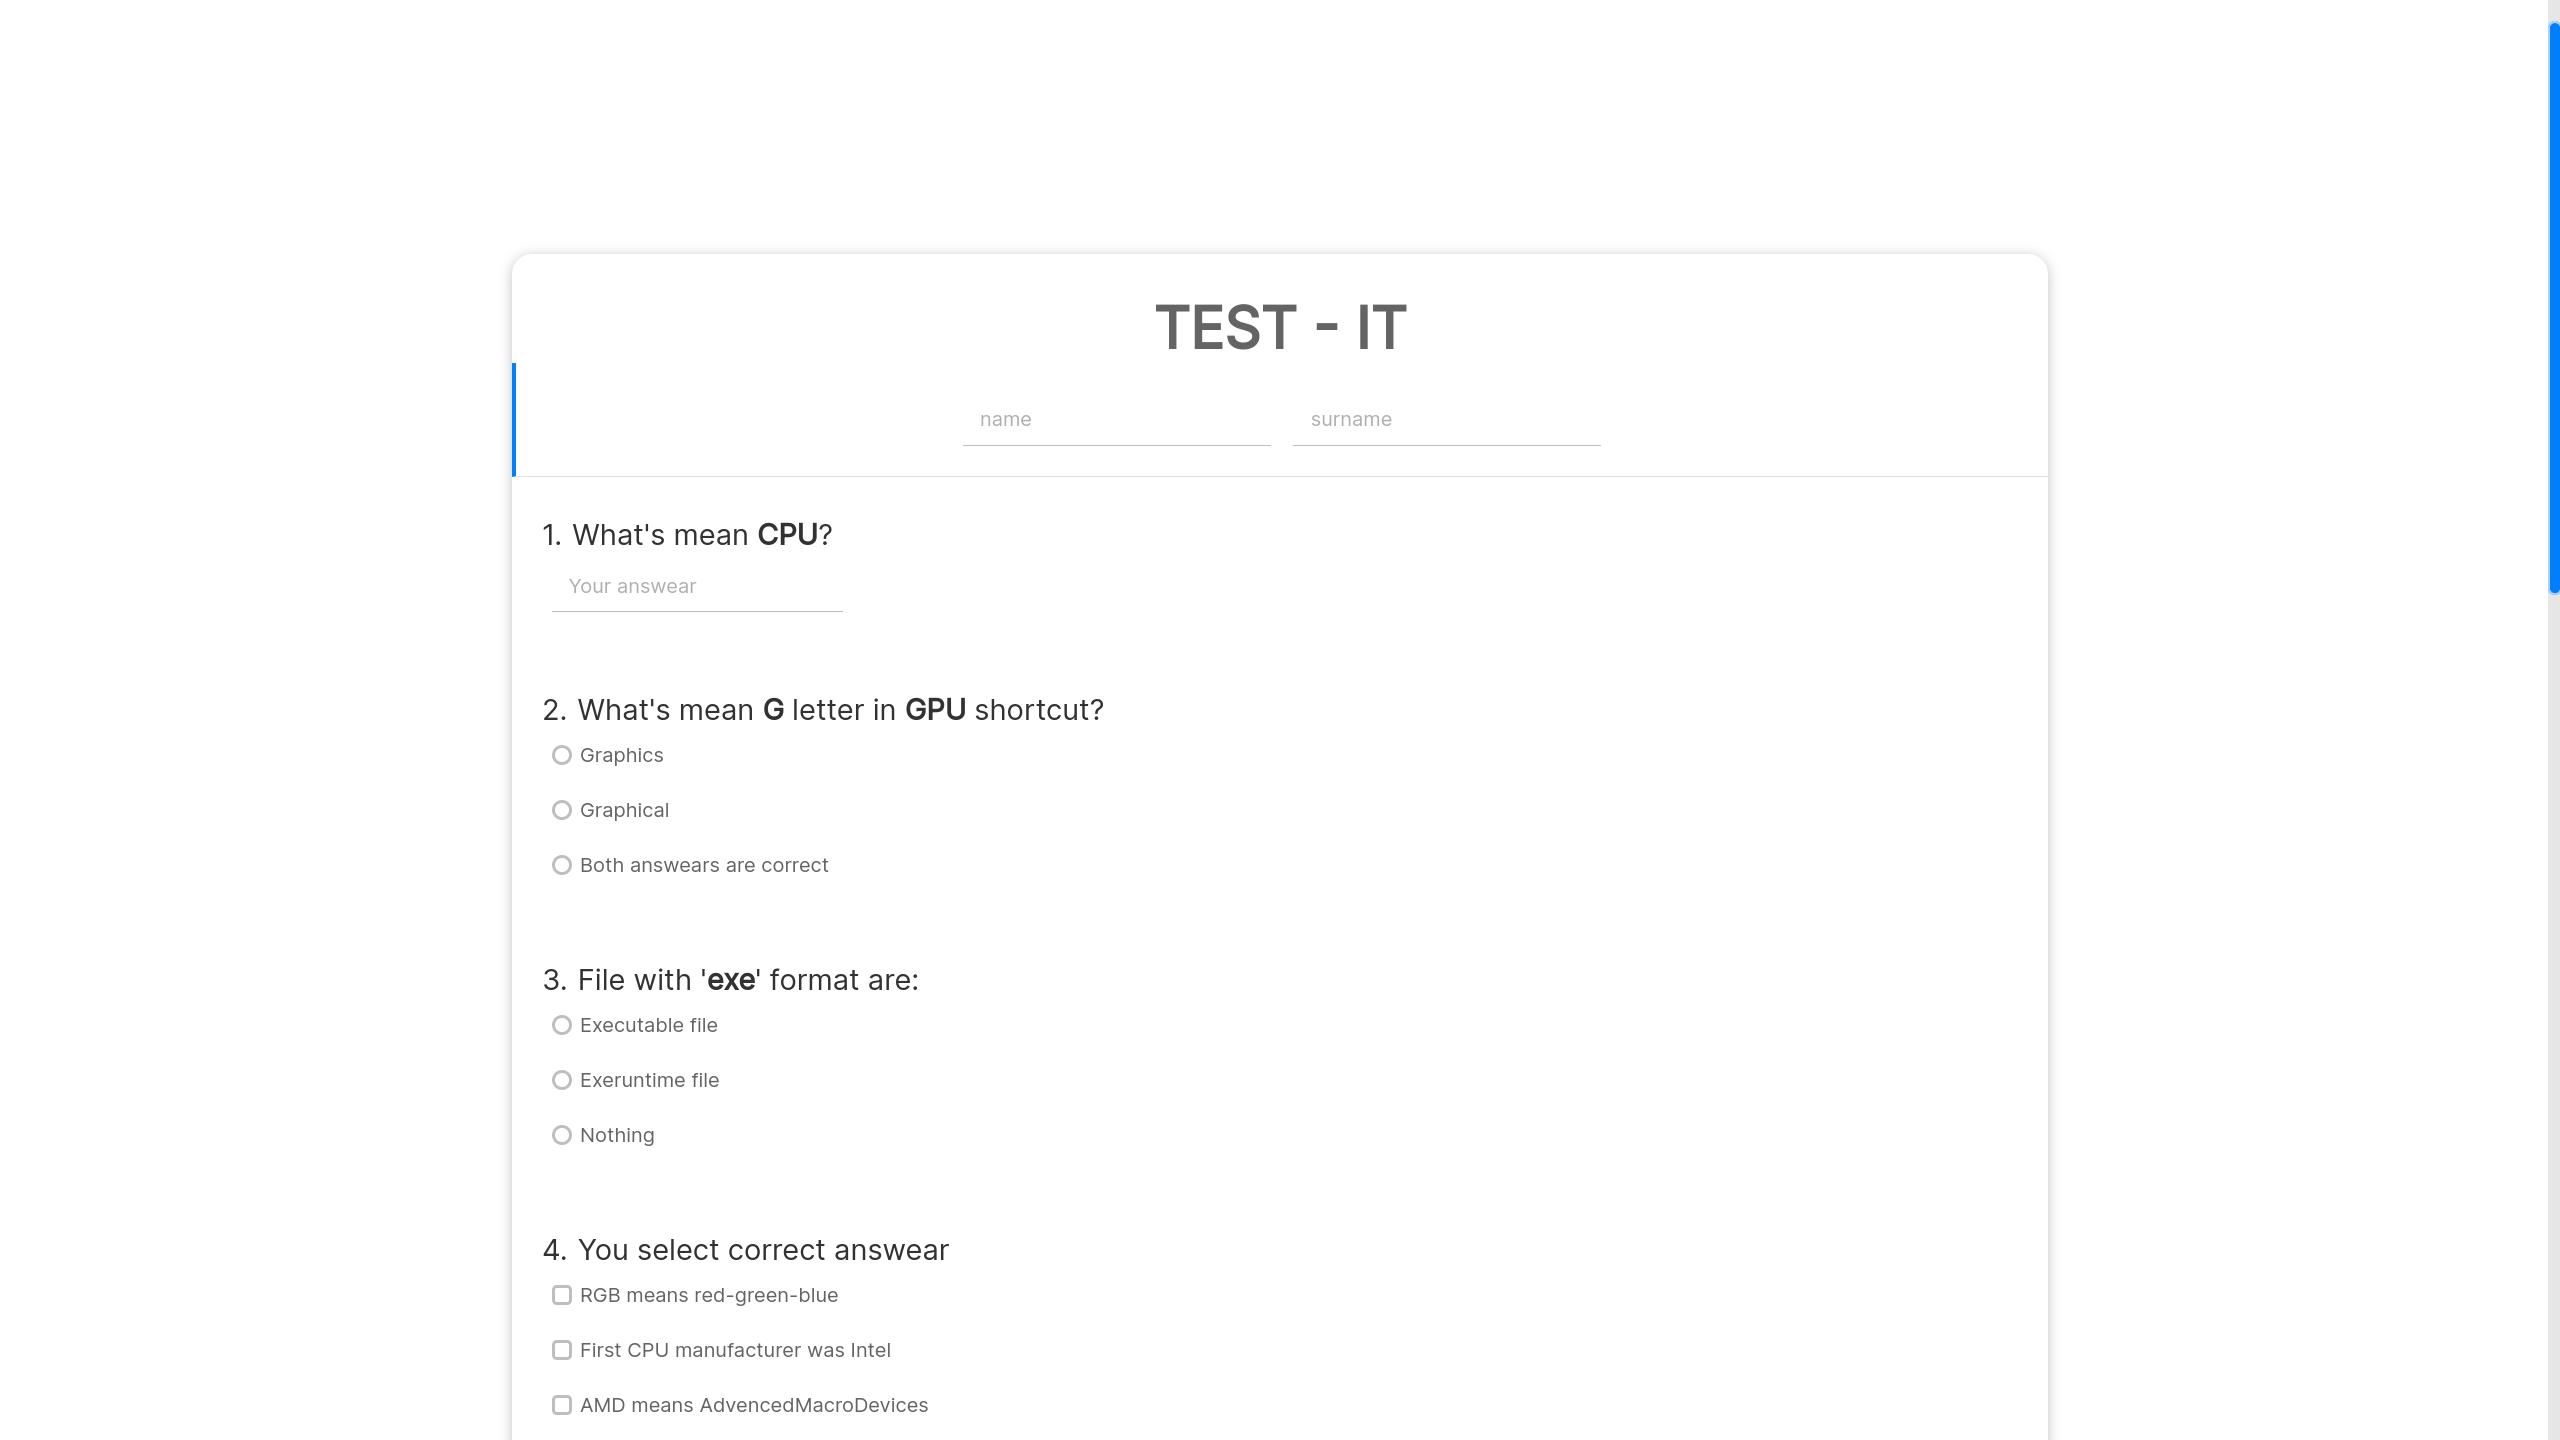 TEST - IT
name surname
1. What's mean CPU?
Your answear
2. What's mean G letter in GPU shortcut?
Graphics
Graphical
Both answears are correct
3. File with 'exe' format are:
Executable file
Exeruntime file
Nothing
4. You select correct answear
RGB means red-green-blue
First CPU manufacturer was Intel
AMD means AdvencedMacroDevices